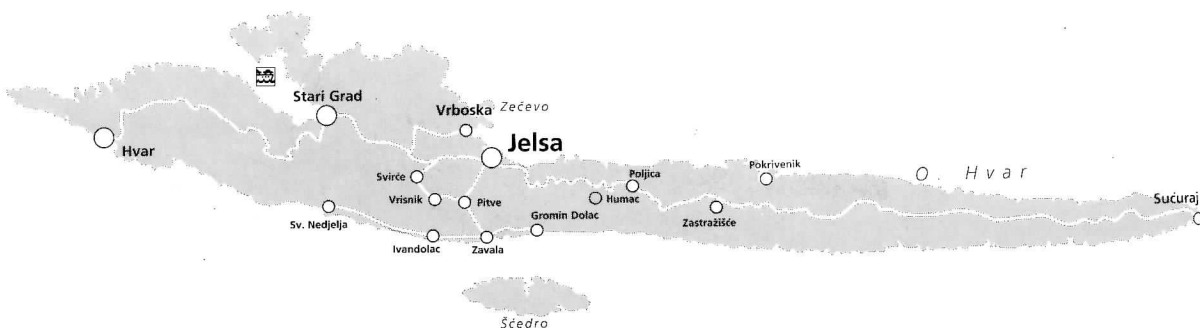 Stari Grad
Vrboska
Zečevo
Hvar
Jelsa
Pokrivenik
O. Hvar
Svirče
Poljica
Vrisnik
Pitve
Humac
Sućuraj
Sv. Nedjelja
Gromin Dolac
Zastražišće
Ivandolac
Zavala
Šćedro